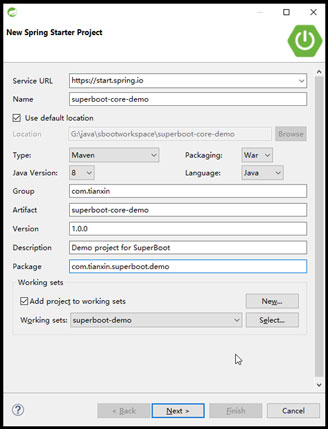 New Spring Starter Project
Service URL https://start.spring.io
Name superboot-core-demo
Use default location
Location G:\java\sbootworkspace\superboot-core-demo Browse
Type: Maven Packaging: War
Java Version: 8 Language: Java
Group com.tianxin
Artifact superboot-core-demo
Version 1.0.0
Description Demo project for SuperBoot
Package com.tianxin.superboot.demo
Working sets
Add project to working sets New...
Working sets: superboot-demo Select...
? < Back Next > Finish Cancel